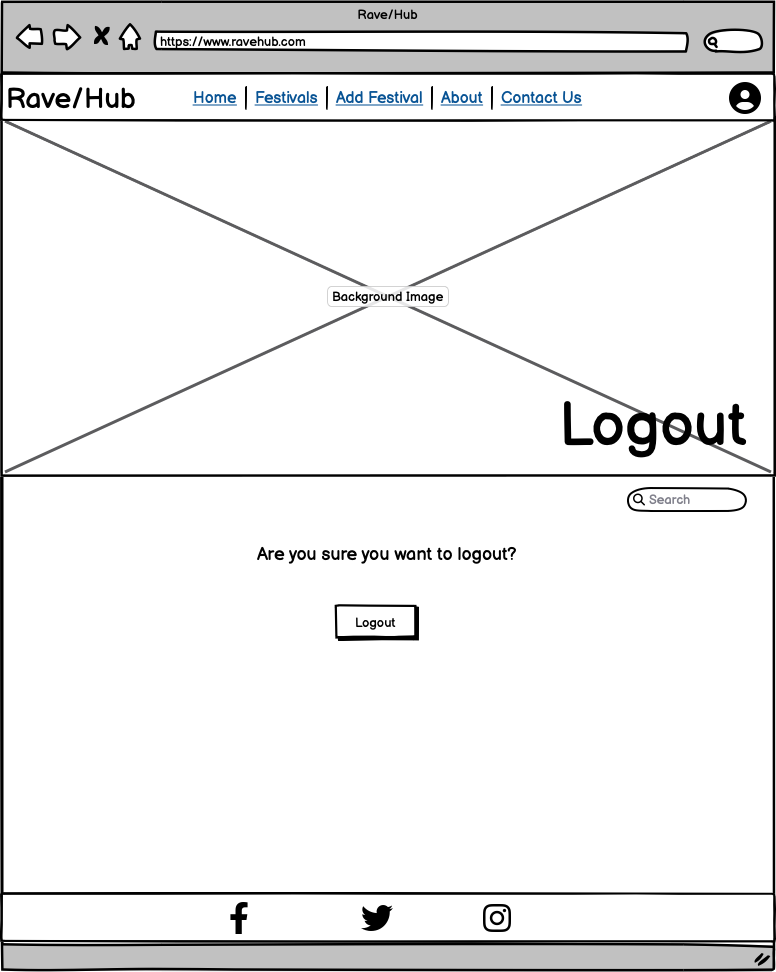 Rave/Hub
https://www.ravehub.com
Rave/Hub Home Festivals Add Festival About Contact Us
Background Image
Logout
Search
Are you sure you want to logout?
Logout